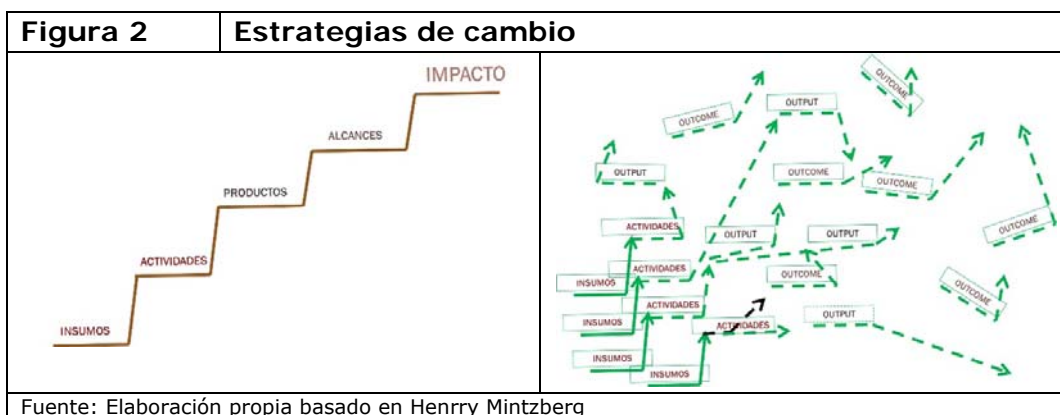 Figura 2 Estrategias de cambio
IMPACTO
ALCANCES
PRODUCTOS
ACTIVIDADES
INSUMOS
OUTCOME
OUTPUT
OUTCOME
OUTPUT
OUTCOME
OUTCOME
ACTIVIDADES
OUTPUT
OUTPUT
OUTCOME
ACTIVIDADES
OUTCOME
INSUMOS
OUTCOME
ACTIVIDADES
OUTPUT
INSUMOS
ACTIVIDADES
INSUMOS
INSUMOS
Fuente: Elaboración propia basado en Henrry Mintzberg